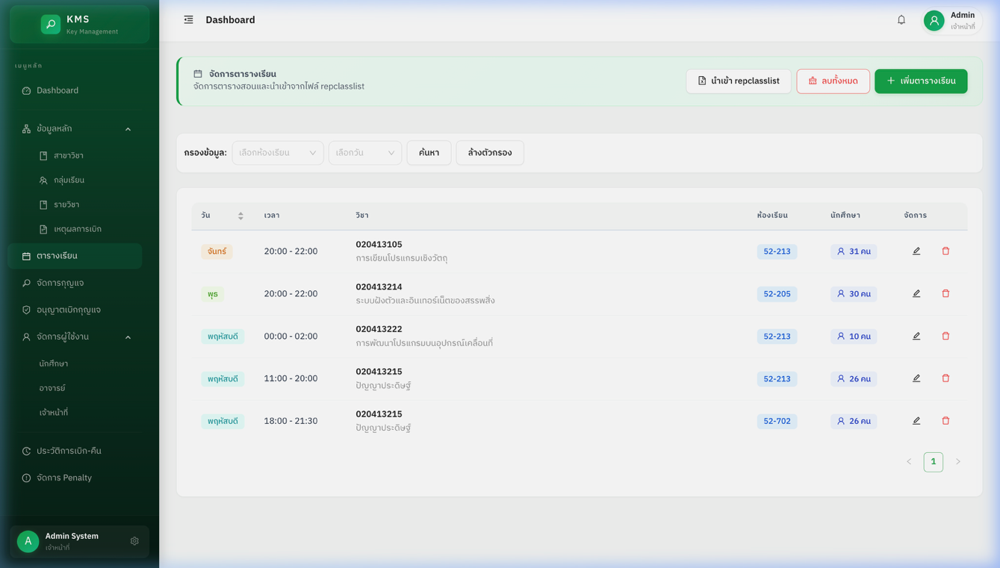 KMS
Key Management
เมนูหลัก
Dashboard
ข้อมูลหลัก
สาขาวิชา
กลุ่มเรียน
รายวิชา
เหตุผลการเบิก
ตารางเรียน
จัดการกุญแจ
อนุญาตเบิกกุญแจ
จัดการผู้ใช้งาน
นักศึกษา
อาจารย์
เจ้าหน้าที่
ประวัติการเบิก-คืน
จัดการ Penalty
A
Admin System
เจ้าหน้าที่
Dashboard
Admin
เจ้าหน้าที่
จัดการตารางเรียน
จัดการตารางสอนและนำเข้าจากไฟล์ repclasslist
นำเข้า repclasslist
ลบทั้งหมด
เพิ่มตารางเรียน
กรองข้อมูล: เลือกห้องเรียน เลือกวัน ค้นหา ล้างตัวกรอง
วัน เวลา วิชา ห้องเรียน นักศึกษา จัดการ
จันทร์ 20:00 - 22:00 020413105 52-213 31 คน
การเขียนโปรแกรมเชิงวัตถุ
พุธ 20:00 - 22:00 020413214 52-205 30 คน
ระบบฝังตัวและอินเทอร์เน็ตของสรรพสิ่ง
พฤหัสบดี 00:00 - 02:00 020413222 52-213 10 คน
การพัฒนาโปรแกรมบนอุปกรณ์เคลื่อนที่
พฤหัสบดี 11:00 - 20:00 020413215 52-213 26 คน
ปัญญาประดิษฐ์
พฤหัสบดี 18:00 - 21:30 020413215 52-702 26 คน
ปัญญาประดิษฐ์
1